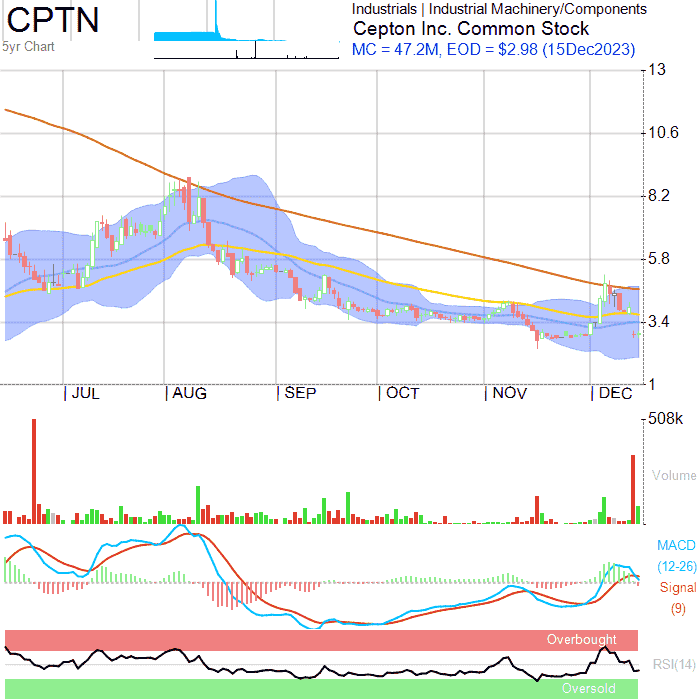 CPTN
5yr Chart
Industrials | Industrial Machinery/Components
Cepton Inc. Common Stock
MC = 47.2M, EOD = $2.98 (15Dec2023)
13
10.6
8.2
5.8
3.4
1
JUL
AUG
SEP
OCT
NOV
DEC
508k
Volume
MACD
(12-26)
Signal
(9)
Overbought
RSI(14)
Oversold